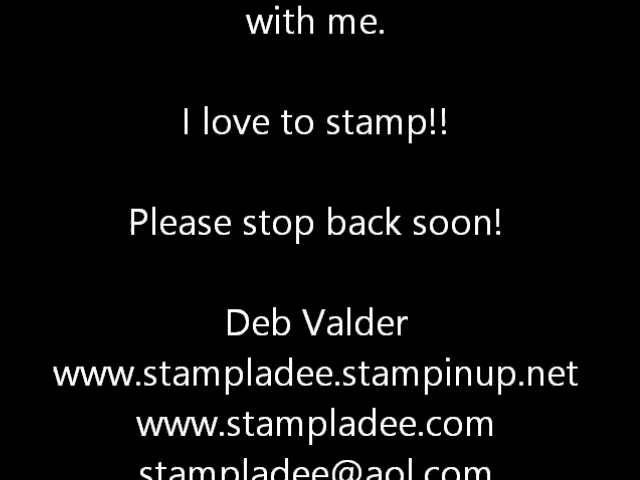 with me.
I love to stamp!!
Please stop back soon!
Deb Valder
www.stampladee.stampinup.net
www.stampladee.com
stampladee@aol.com